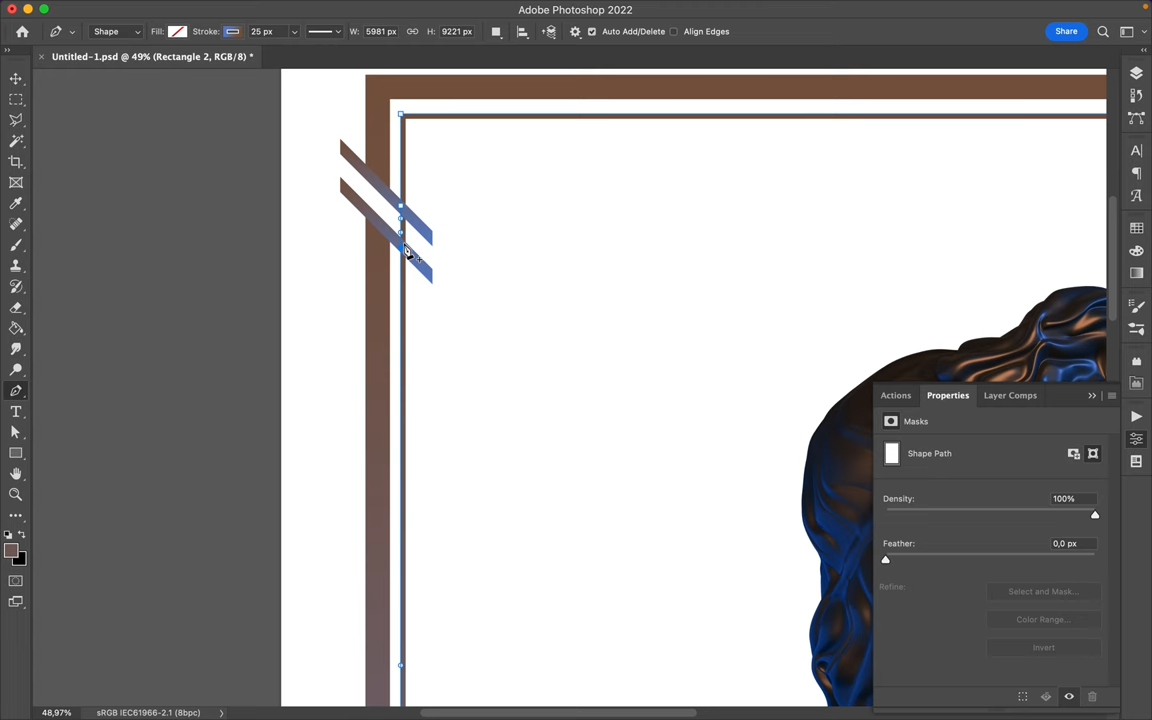 Adobe Photoshop 2022
Shape Fill: Stroke: 25 px W: 5981 px H: 9221 px Auto Add/Delete Align Edges Share
Untitled-1.psd @ 49% (Rectangle 2, RGB/8) *
Actions Properties Layer Comps
Masks
Shape Path
Density: 100%
Feather: 0,0 px
Refine: Select and Mask...
Color Range...
Invert
48,97% sRGB IEC61966-2.1 (8bpc)